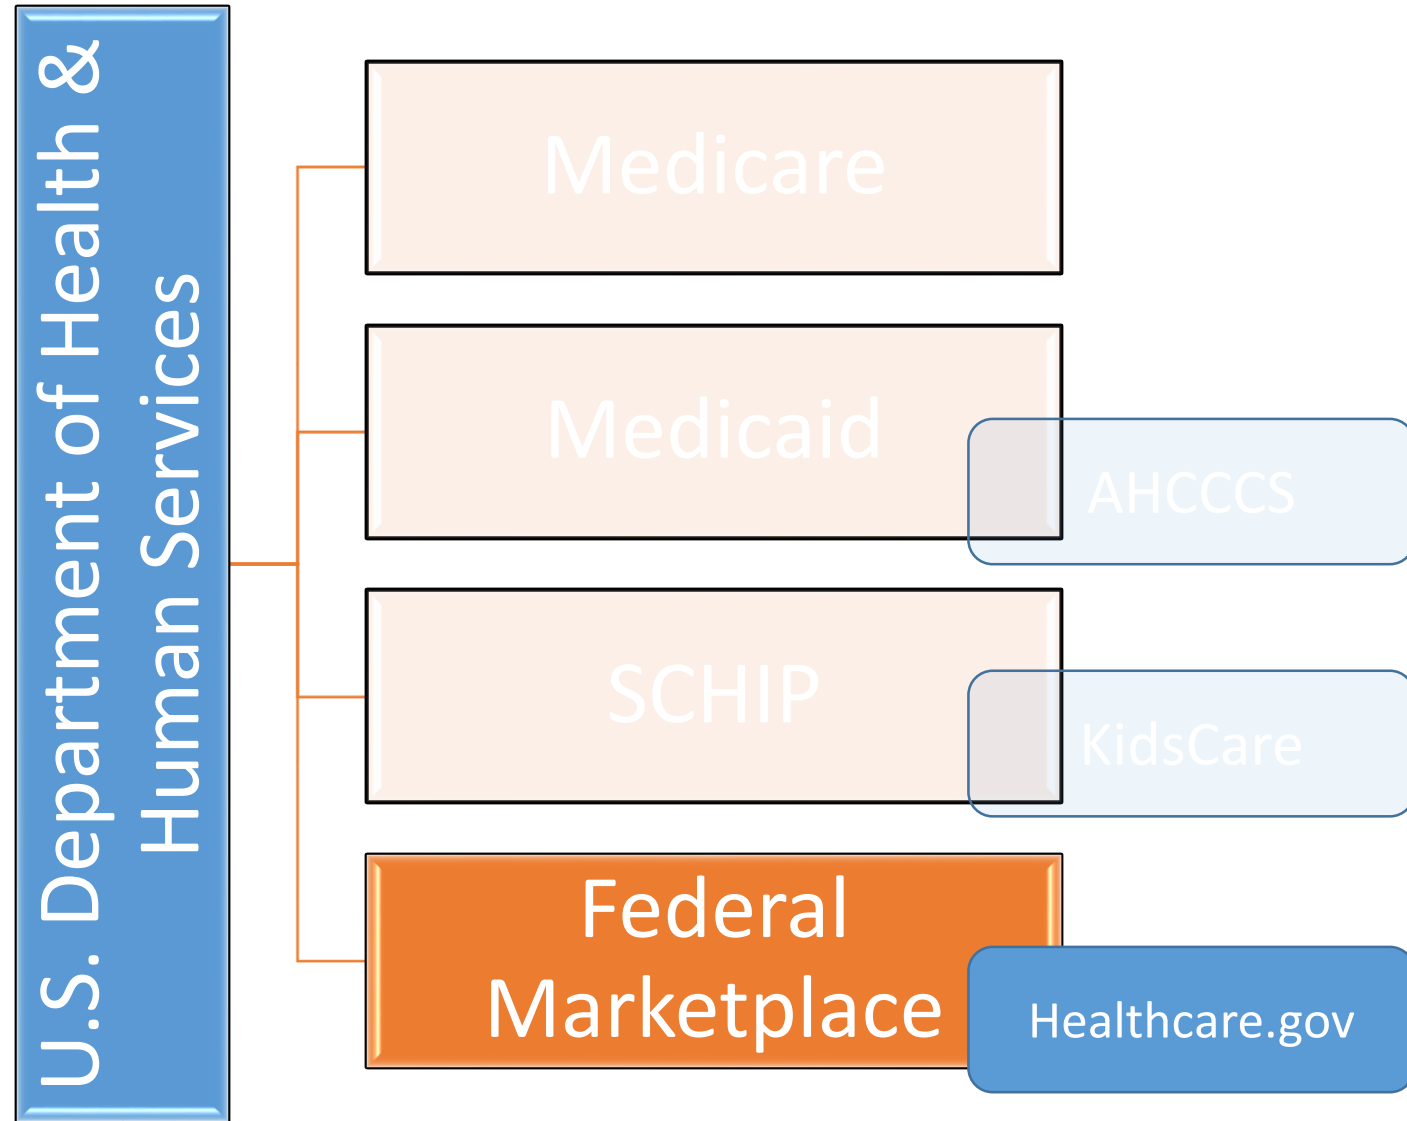 U.S. Department of Health &
Human Services
Medicare
Medicaid
AHCCCS
SCHIP
KidsCare
Federal
Marketplace
Healthcare.gov